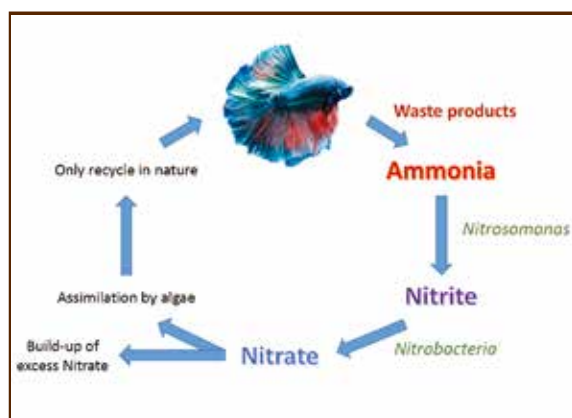 Waste products
Ammonia
Nitrosomonas
Nitrite
Nitrobacteria
Nitrate
Build-up of
excess Nitrate
Assimilation by algae
Only recycle in nature